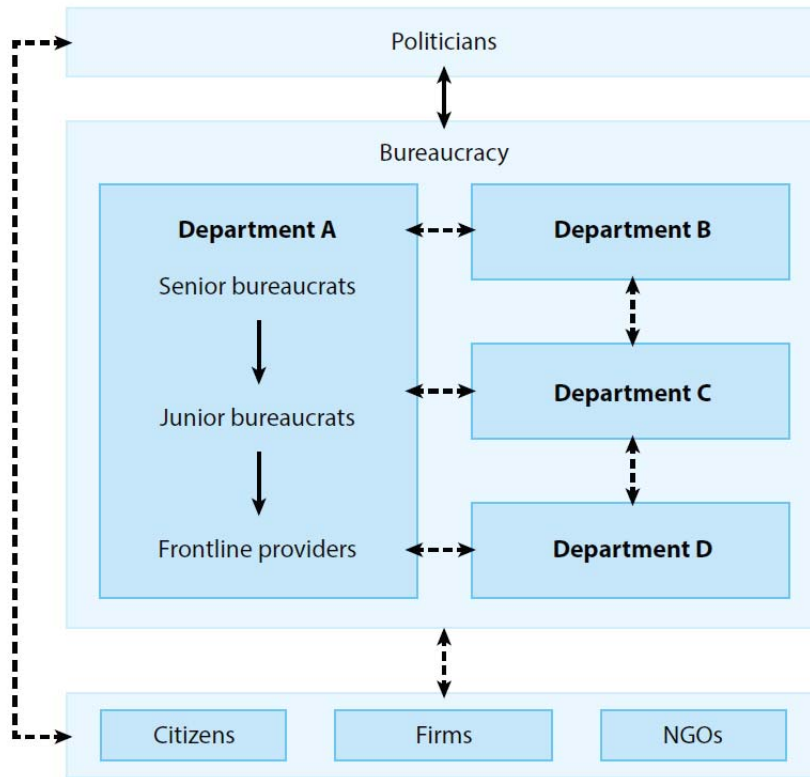 Politicians
Bureaucracy
Department A
Senior bureaucrats
Junior bureaucrats
Frontline providers
Department B
Department C
Department D
Citizens
Firms
NGOs